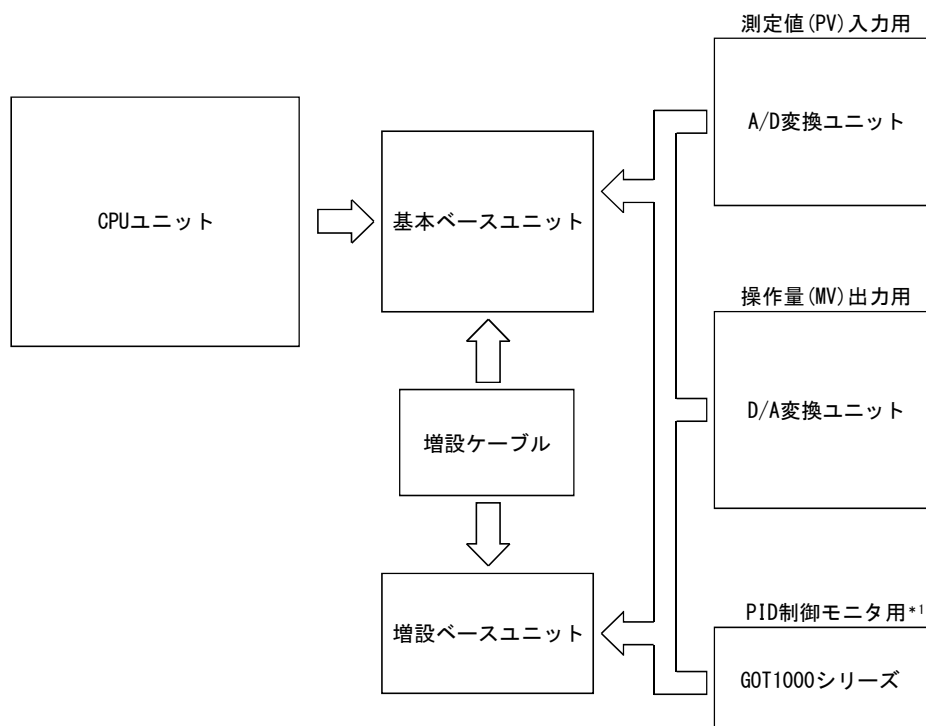 測定値(PV)入力用
A/D変換ユニット
CPUユニット
基本ベースユニット
操作量(MV)出力用
D/A変換ユニット
増設ケーブル
PID制御モニタ用*1
増設ベースユニット
GOT1000シリーズ